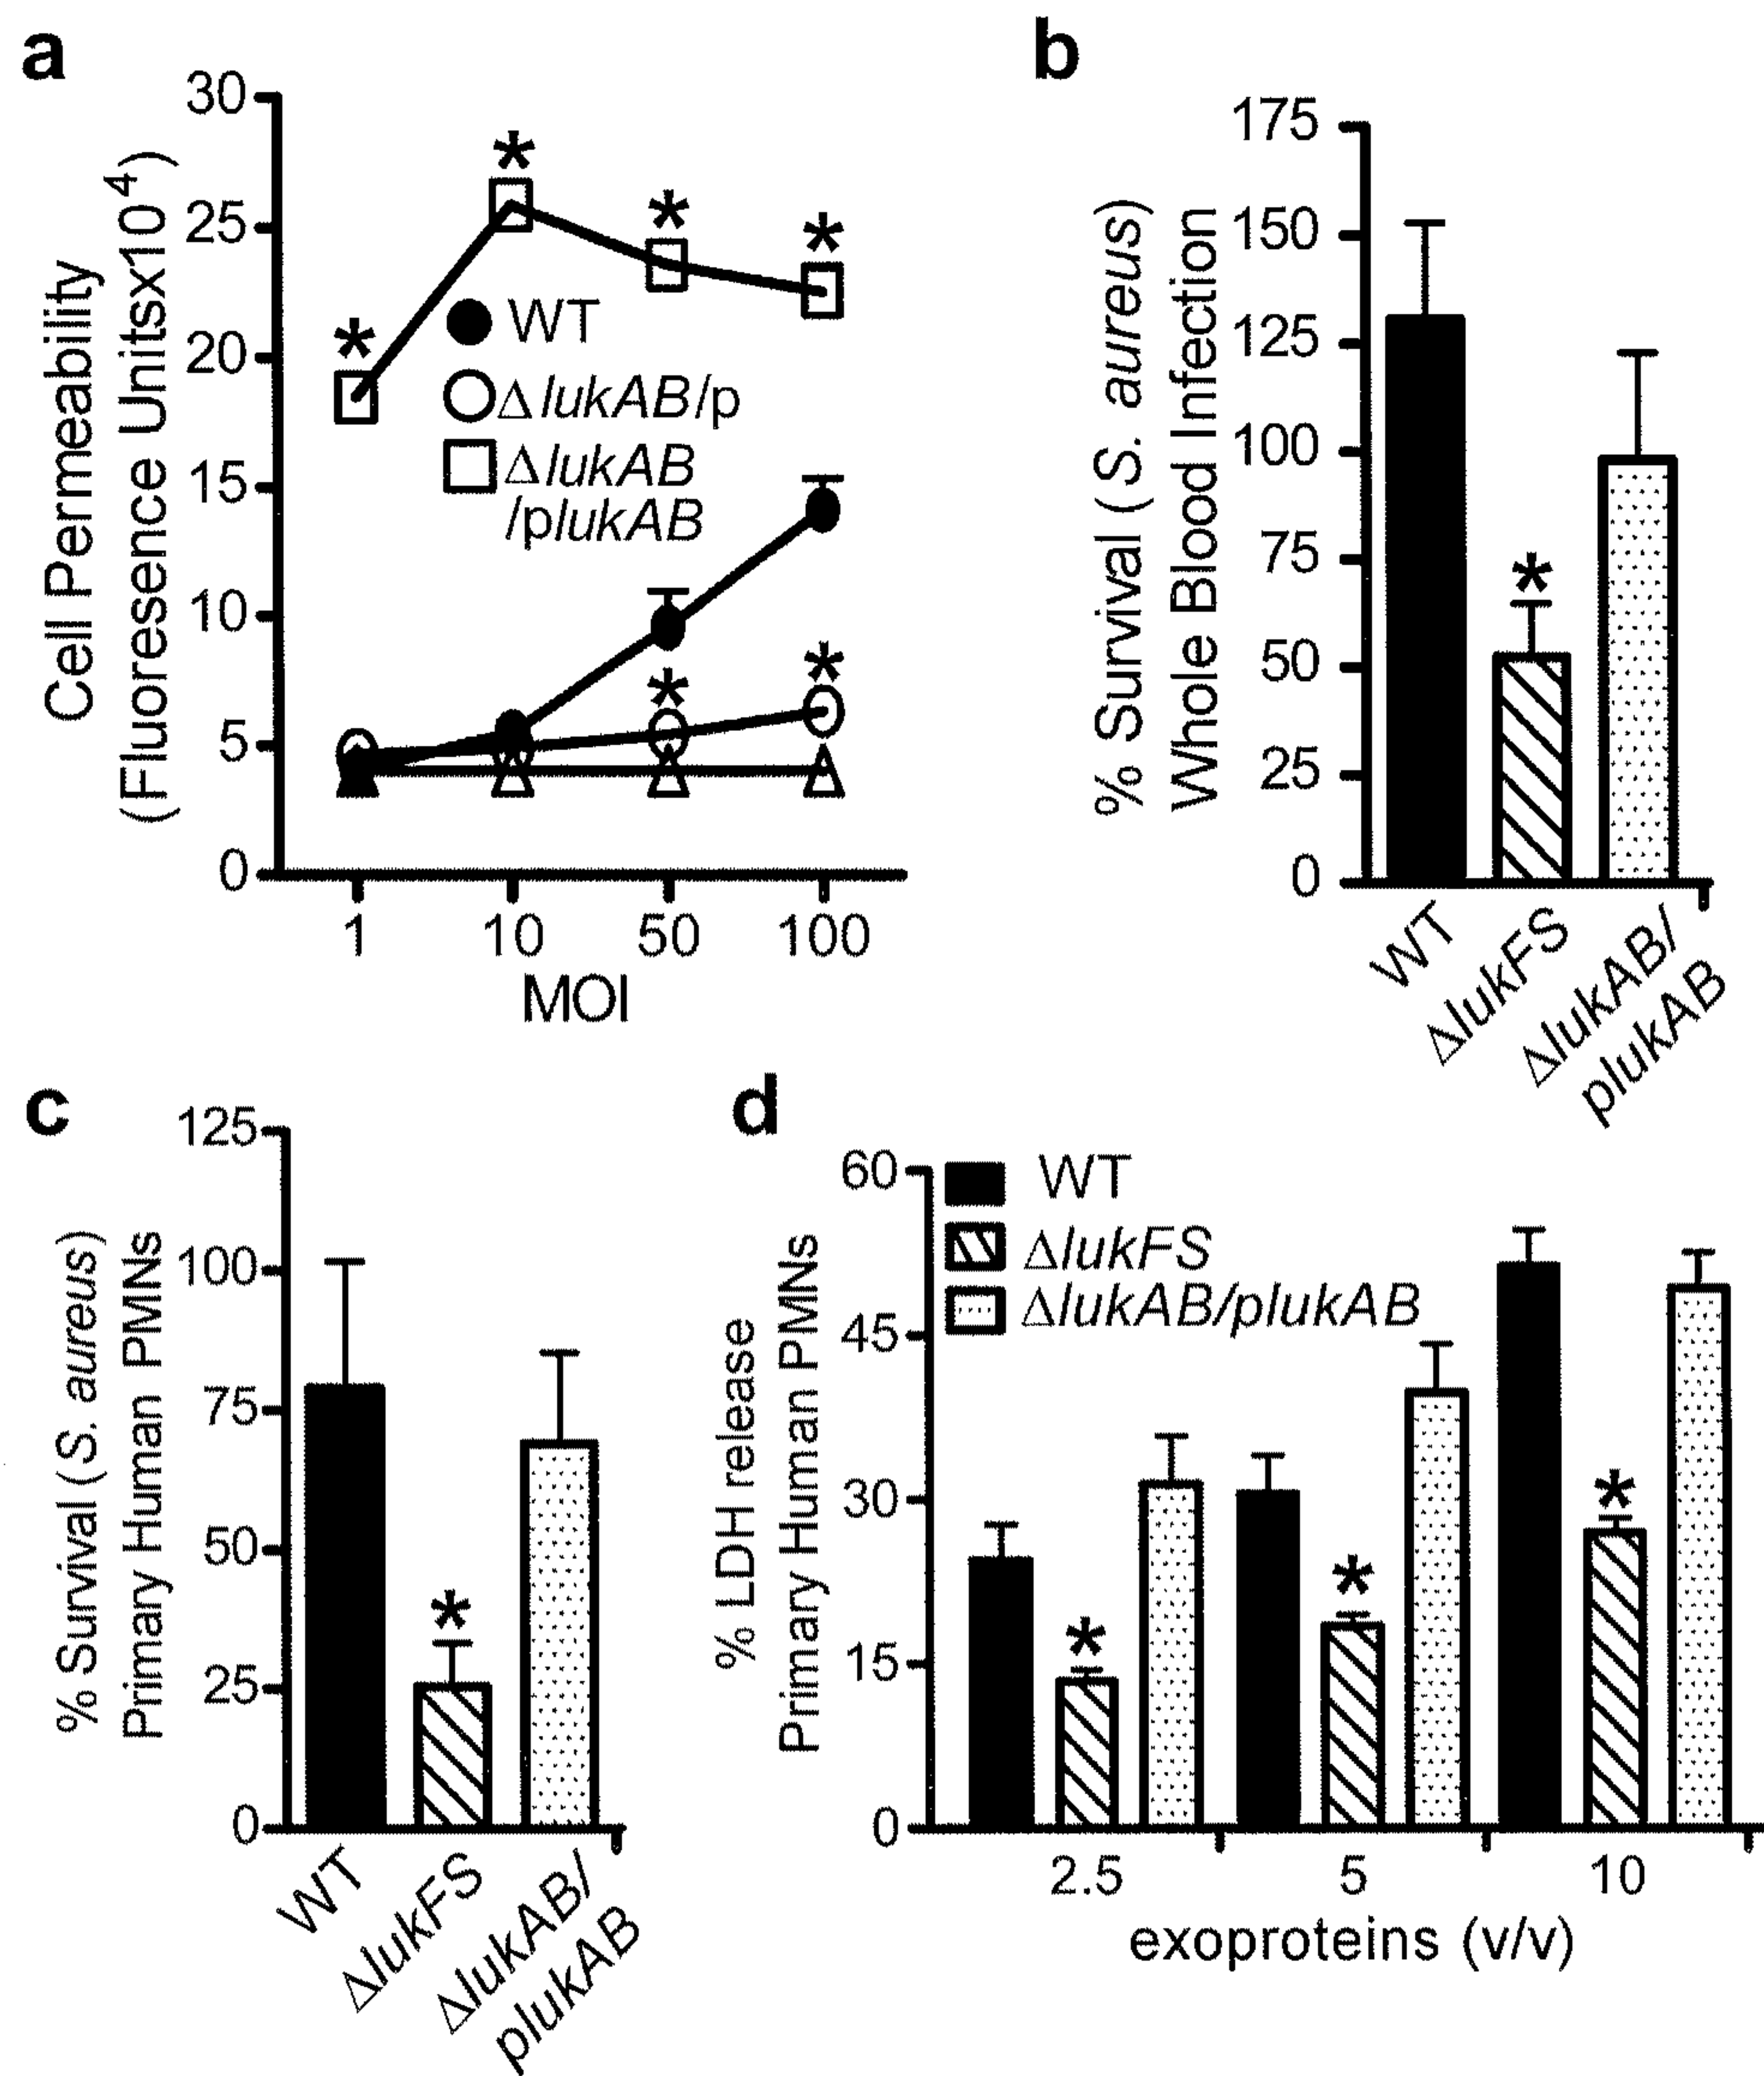 a
30
25
20
15
10
5
0
Cell Permeability
(Fluoresence Unitsx10⁴)
*
*
*
*
WT
ΔlukAB/p
ΔlukAB
/plukAB
*
*
1 10 50 100
MOI
b
175
150
125
100
75
50
25
0
% Survival (S. aureus)
Whole Blood Infection
*
WT
ΔlukFS
ΔlukAB/
plukAB
c
125
100
75
50
25
0
% Survival (S. aureus)
Primary Human PMNs
*
WT
ΔlukFS
ΔlukAB/
plukAB
d
60
45
30
15
0
% LDH release
Primary Human PMNs
WT
ΔlukFS
ΔlukAB/plukAB
*
*
*
2.5 5 10
exoproteins (v/v)